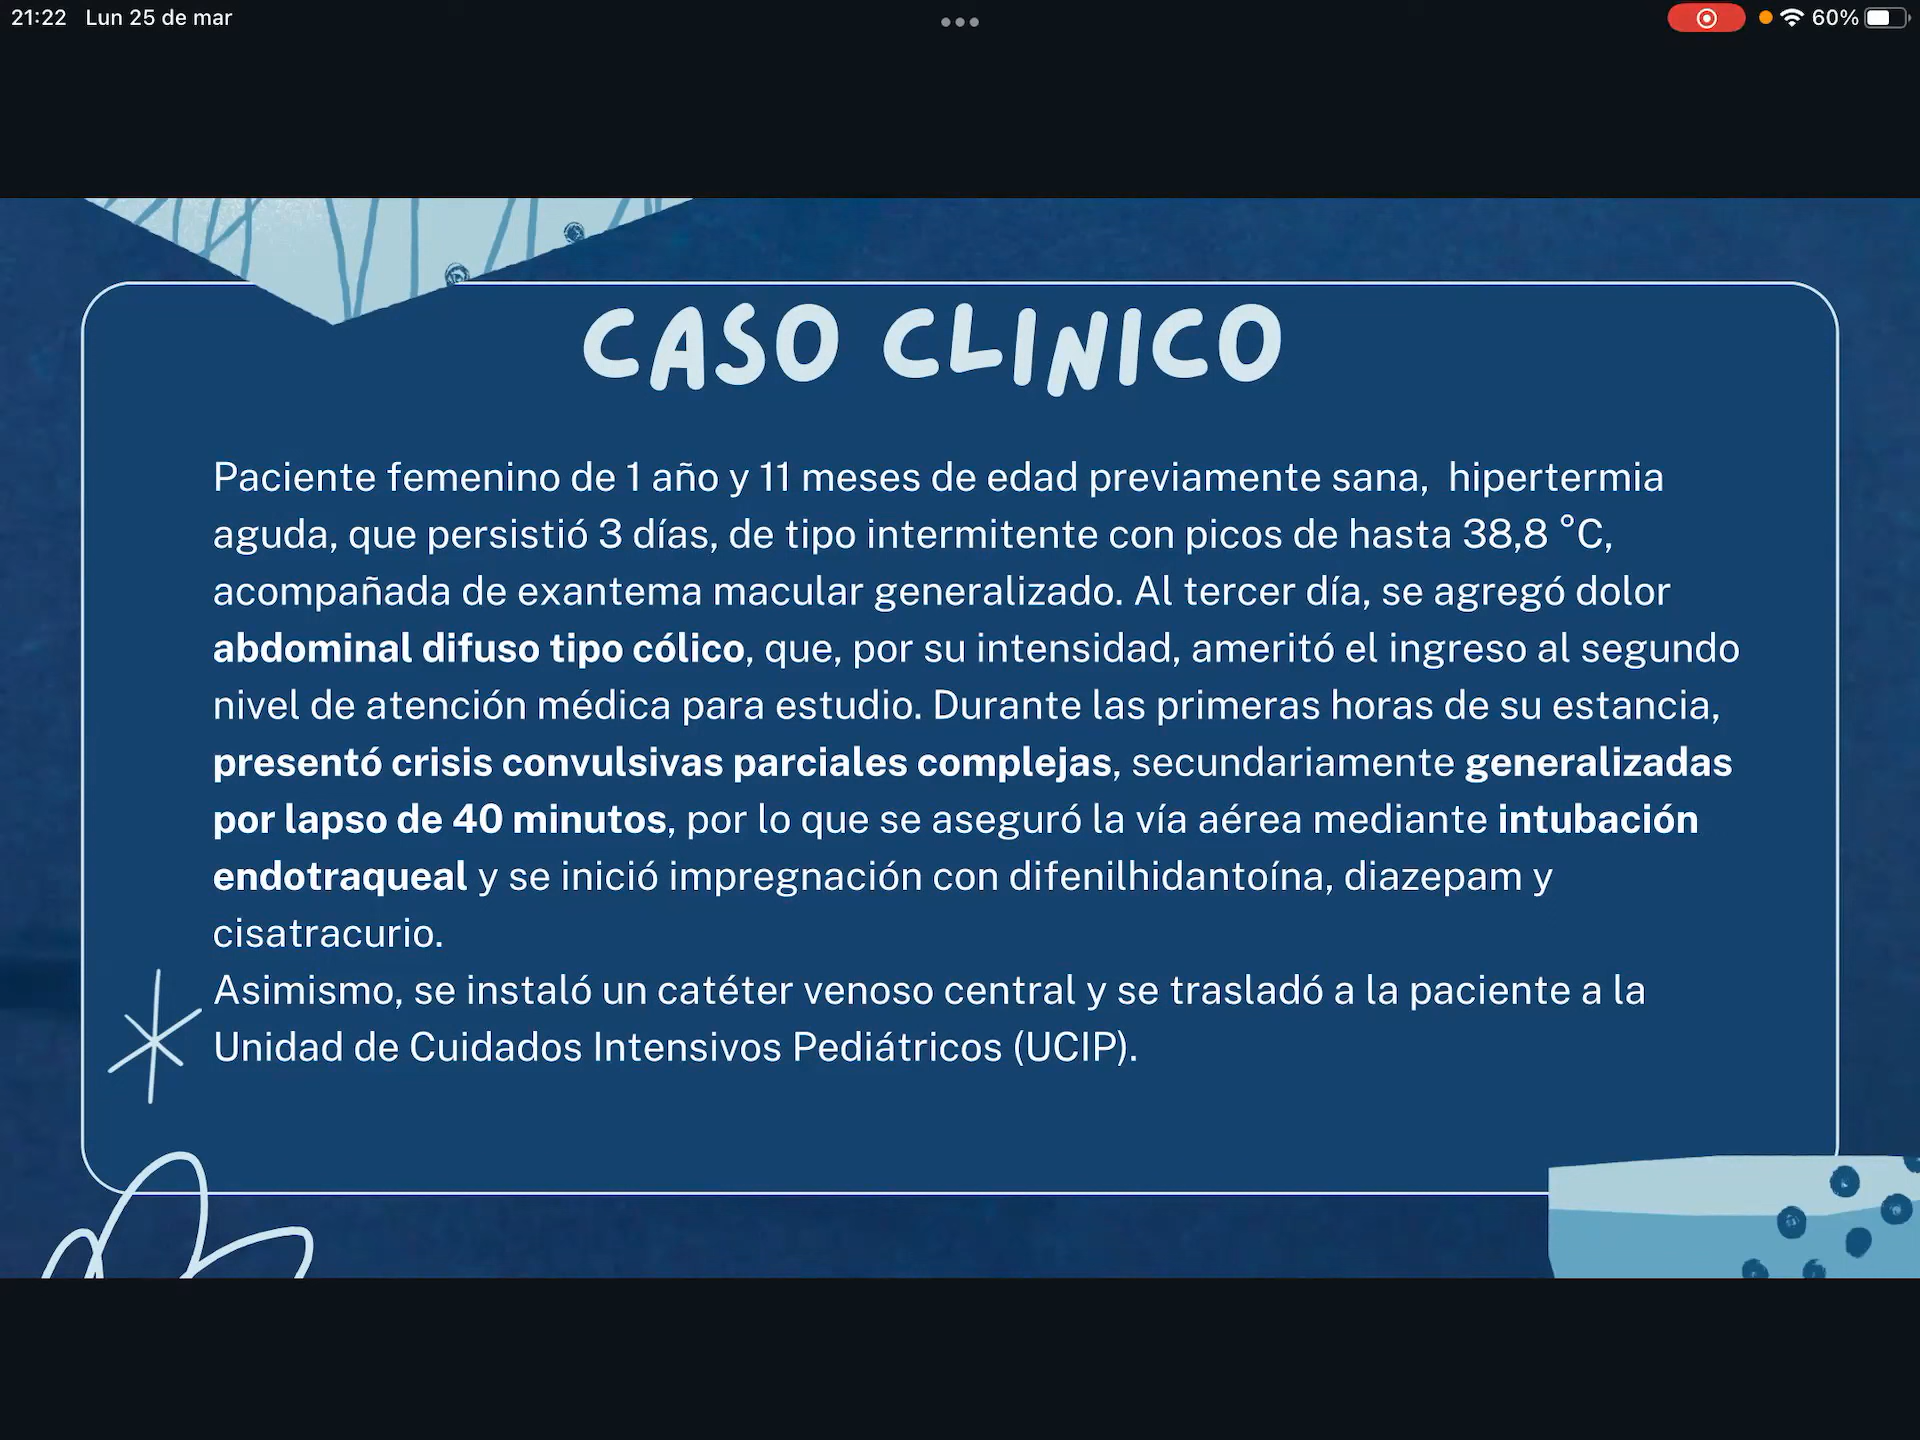 21:22 Lun 25 de mar
60%
CASO CLINICO
Paciente femenino de 1 año y 11 meses de edad previamente sana, hipertermia
aguda, que persistió 3 días, de tipo intermitente con picos de hasta 38,8 °C,
acompañada de exantema macular generalizado. Al tercer día, se agregó dolor
abdominal difuso tipo cólico, que, por su intensidad, ameritó el ingreso al segundo
nivel de atención médica para estudio. Durante las primeras horas de su estancia,
presentó crisis convulsivas parciales complejas, secundariamente generalizadas
por lapso de 40 minutos, por lo que se aseguró la vía aérea mediante intubación
endotraqueal y se inició impregnación con difenilhidantoína, diazepam y
cisatracurio.
Asimismo, se instaló un catéter venoso central y se trasladó a la paciente a la
Unidad de Cuidados Intensivos Pediátricos (UCIP).